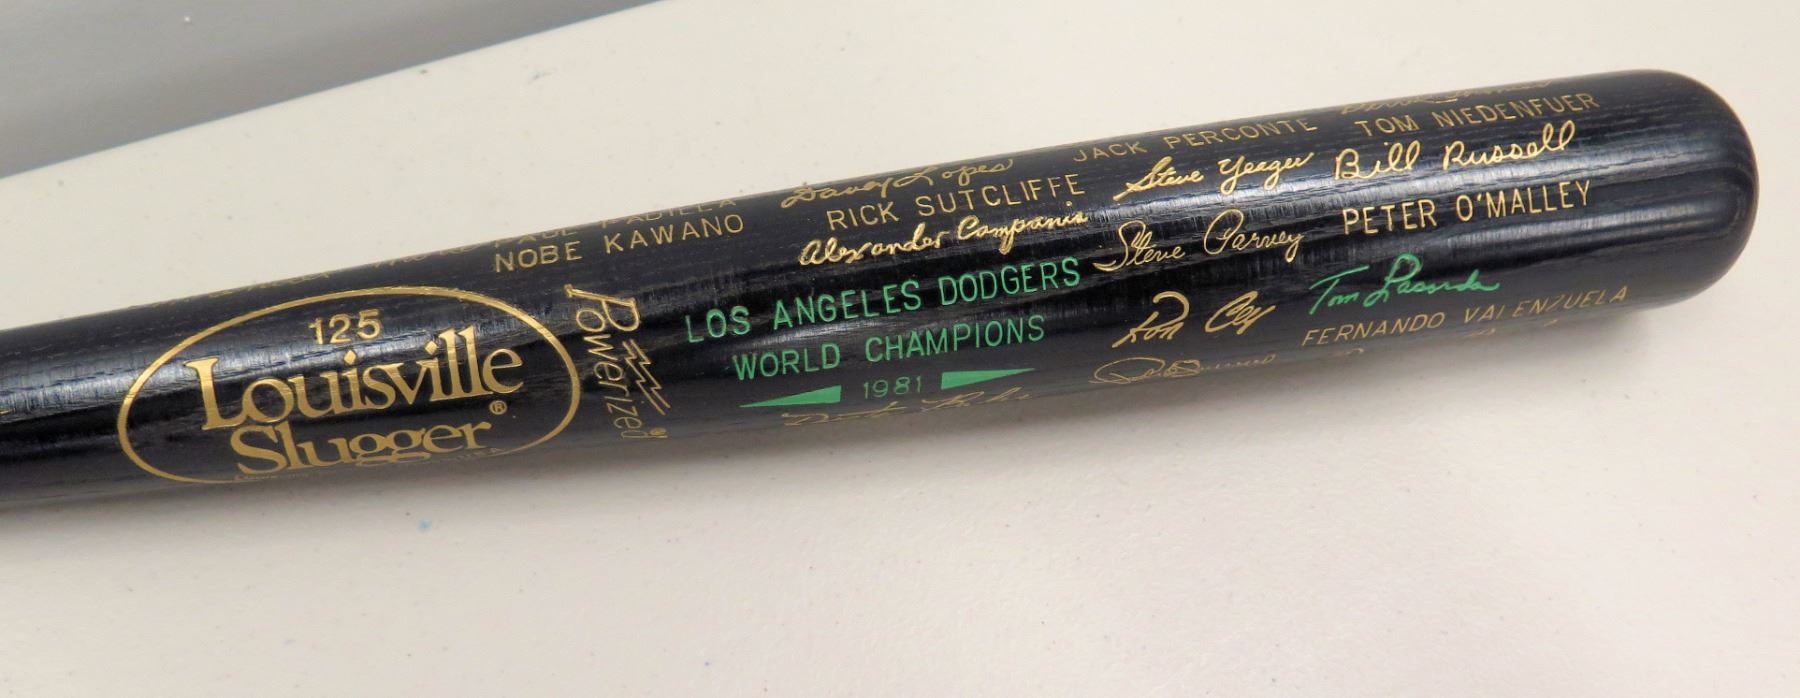 JACK PERCONTE
TOM NIEDENFUER
Davey Lopes
RICK SUTCLIFFE
Steve Yeager
Bill Russell
NOBE KAWANO
Alexander Campanis
Steve Garvey
PETER O'MALLEY
125
Louisville
Slugger®
Powerized®
LOS ANGELES DODGERS
WORLD CHAMPIONS
1981
Ron Cey
Tom Lasorda
FERNANDO VALENZUELA